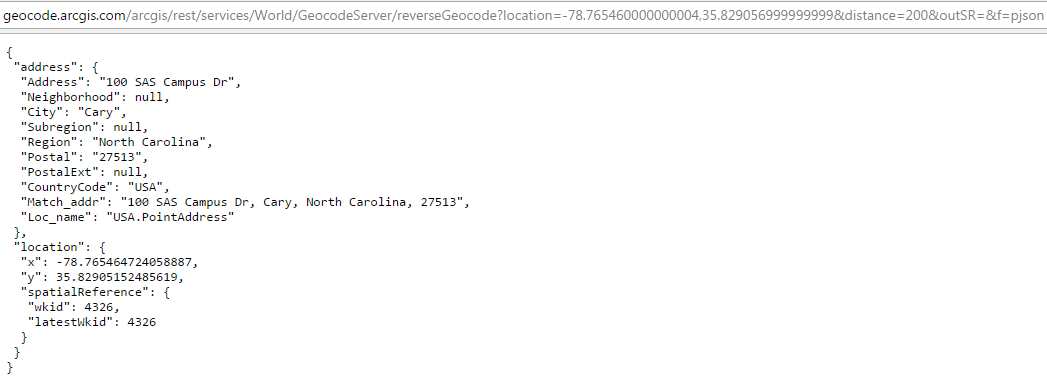 geocode.arcgis.com/arcgis/rest/services/World/GeocodeServer/reverseGeocode?location=-78.765460000000004,35.829056999999999&distance=200&outSR=&f=pjson
{
"address": {
"Address": "100 SAS Campus Dr",
"Neighborhood": null,
"City": "Cary",
"Subregion": null,
"Region": "North Carolina",
"Postal": "27513",
"PostalExt": null,
"CountryCode": "USA",
"Match_addr": "100 SAS Campus Dr, Cary, North Carolina, 27513",
"Loc_name": "USA.PointAddress"
},
"location": {
"x": -78.765464724058887,
"y": 35.82905152485619,
"spatialReference": {
"wkid": 4326,
"latestWkid": 4326
}
}
}